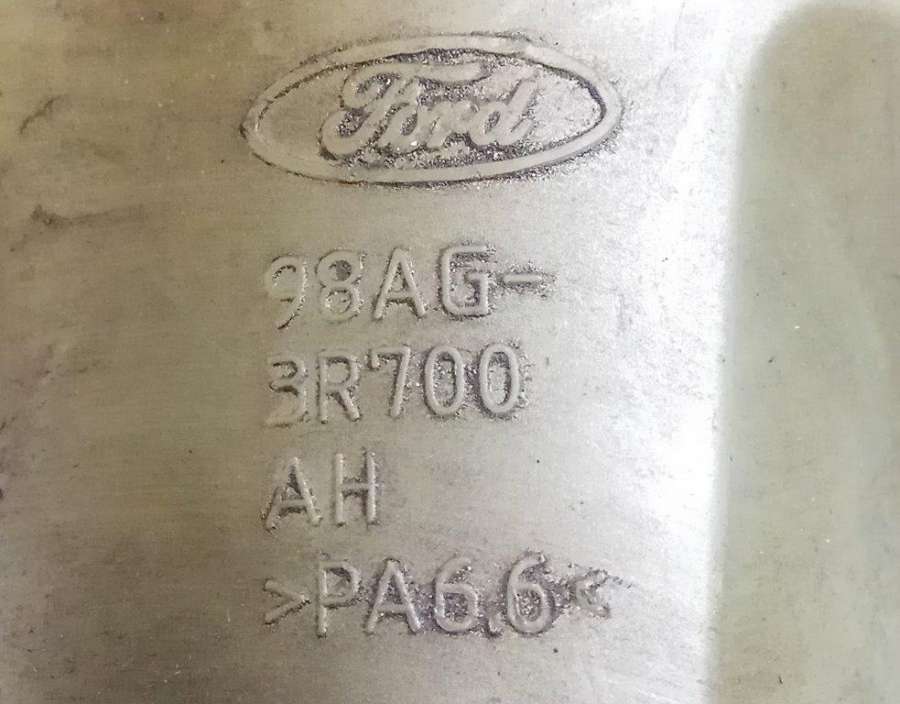 Ford
98AG-
3R700
AH
>PA6.6<